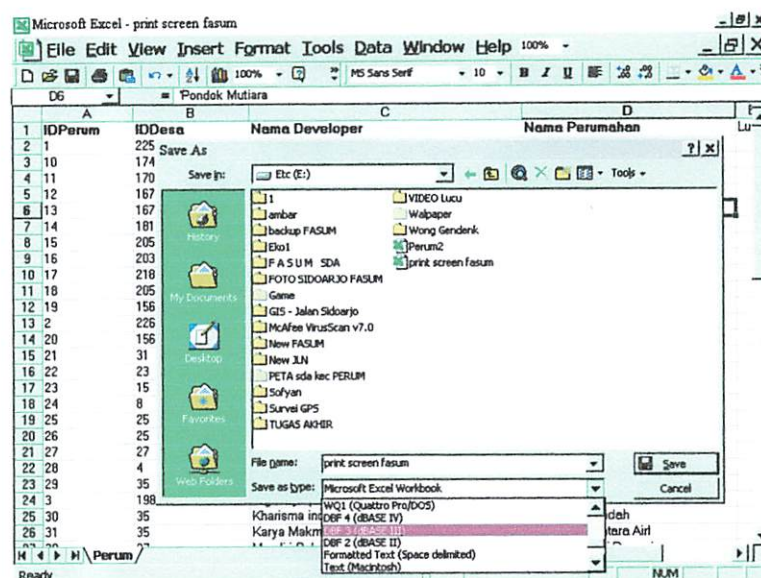 Microsoft Excel - print screen fasum
File Edit View Insert Format Tools Data Window Help 100%
100% MS Sans Serif 10 B I U
D6 = 'Pondok Mutiara
A B C D
1 IDPerum IDDesa Nama Developer Nama Perumahan Lu
2 1 225
3 10 174
4 11 170
5 12 167
6 13 167
7 14 181
8 15 205
9 16 203
10 17 218
11 18 205
12 19 156
13 2 226
14 20 156
15 21 31
16 22 23
17 23 15
18 24 8
19 25 25
20 26 25
21 27 27
22 28 4
23 29 35
24 3 198
25 30 35 Kharisma ind dah
26 31 35 Karya Makm tara Airl
Perum
Ready NUM
Save As
Save in: Etc (E:) Tools
History
My Documents
Desktop
Favorites
Web Folders
1
ambar
backup FASUM
Eko1
F A S U M SDA
FOTO SIDOARJO FASUM
Game
GIS - Jalan Sidoarjo
McAfee VirusScan v7.0
New FASUM
New JLN
PETA sda kec PERUM
Sofyan
Survei GPS
TUGAS AKHIR
VIDEO Lucu
Walpaper
Wong Gendenk
Perum2
print screen fasum
File name: print screen fasum Save
Save as type: Microsoft Excel Workbook Cancel
WQ1 (Quattro Pro/DOS)
DBF 4 (dBASE IV)
DBF 3 (dBASE III)
DBF 2 (dBASE II)
Formatted Text (Space delimited)
Text (Macintosh)